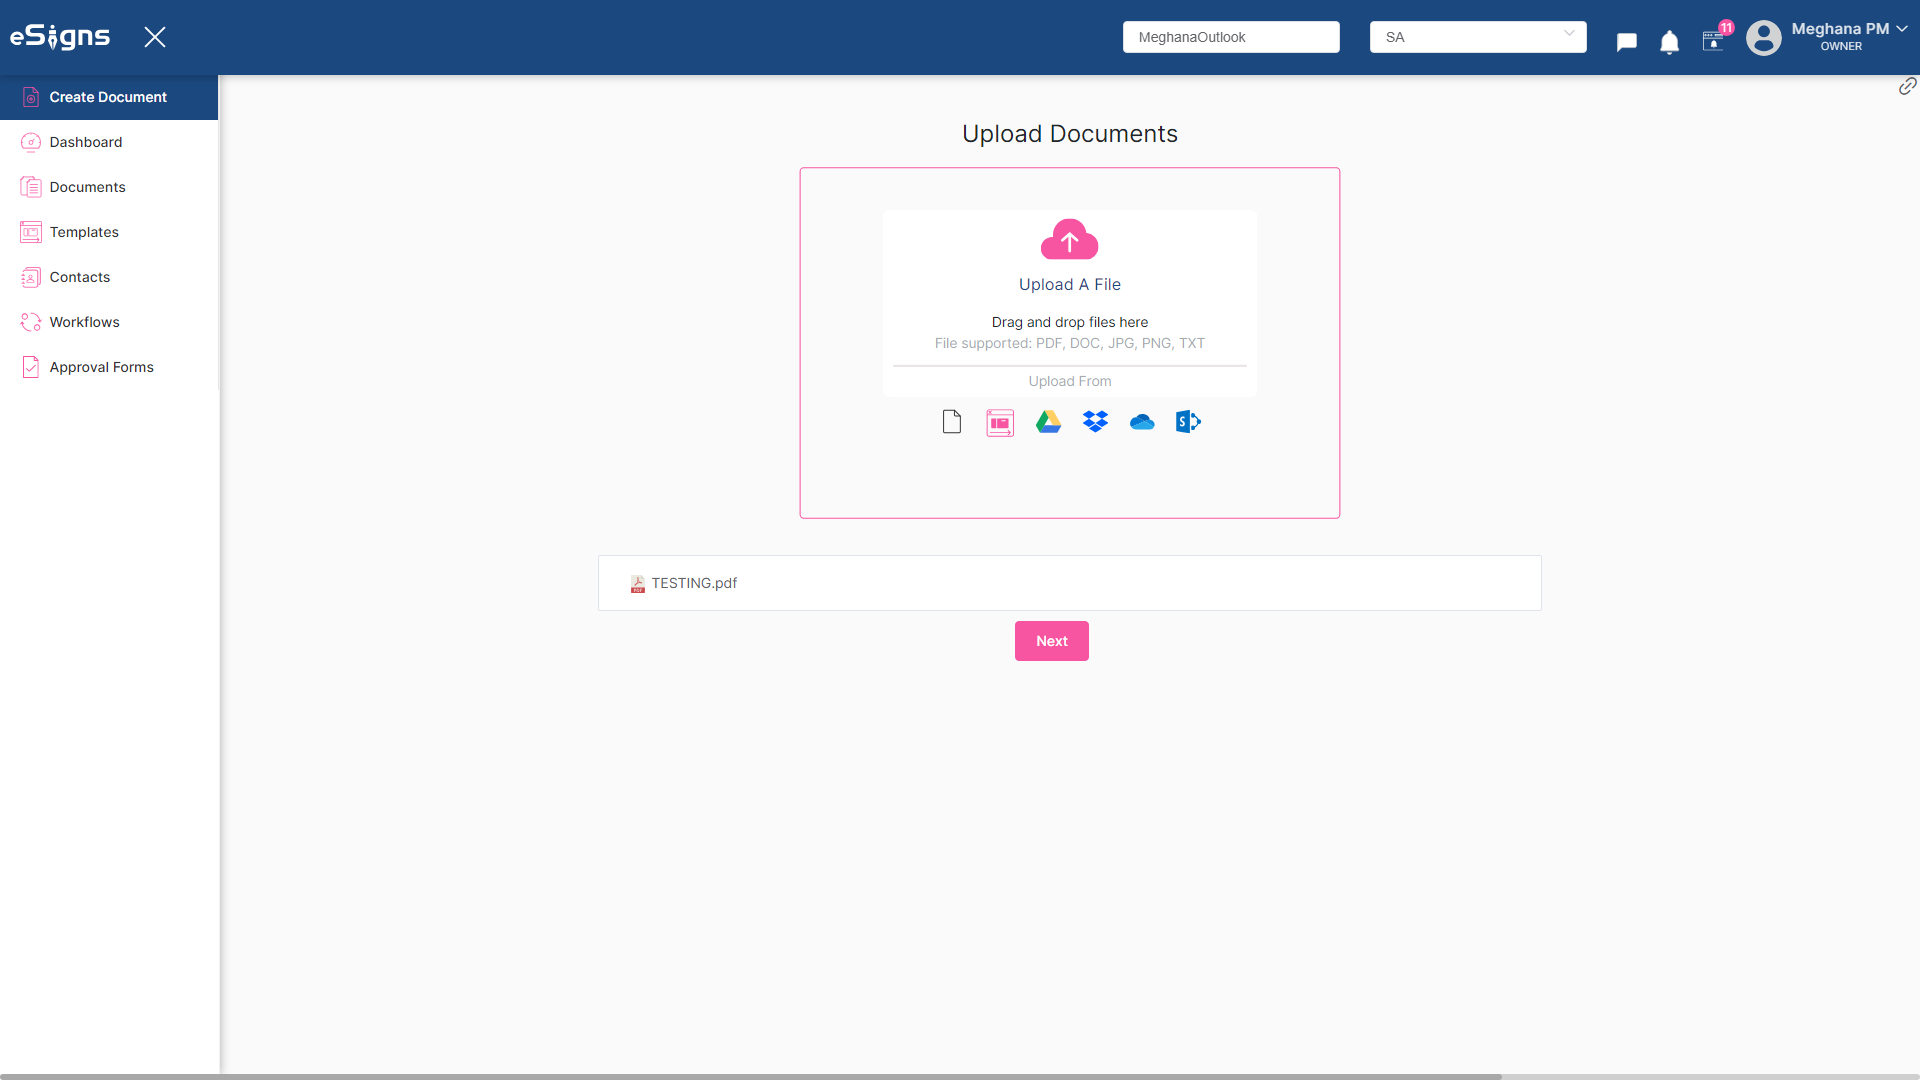 eSigns
MeghanaOutlook
SA
11
Meghana PM
OWNER
Create Document
Dashboard
Documents
Templates
Contacts
Workflows
Approval Forms
Upload Documents
Upload A File
Drag and drop files here
File supported: PDF, DOC, JPG, PNG, TXT
Upload From
S
PDF
TESTING.pdf
Next